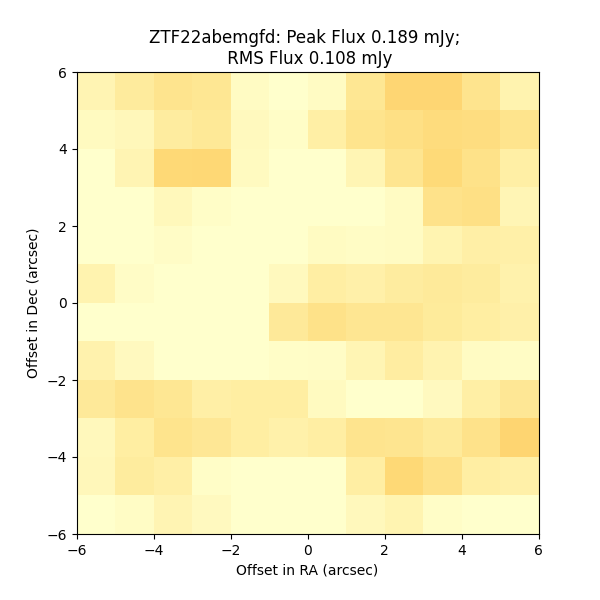 ZTF22abemgfd: Peak Flux 0.189 mJy;
RMS Flux 0.108 mJy
6
4
2
0
−2
−4
−6
Offset in Dec (arcsec)
−6 −4 −2 0 2 4 6
Offset in RA (arcsec)